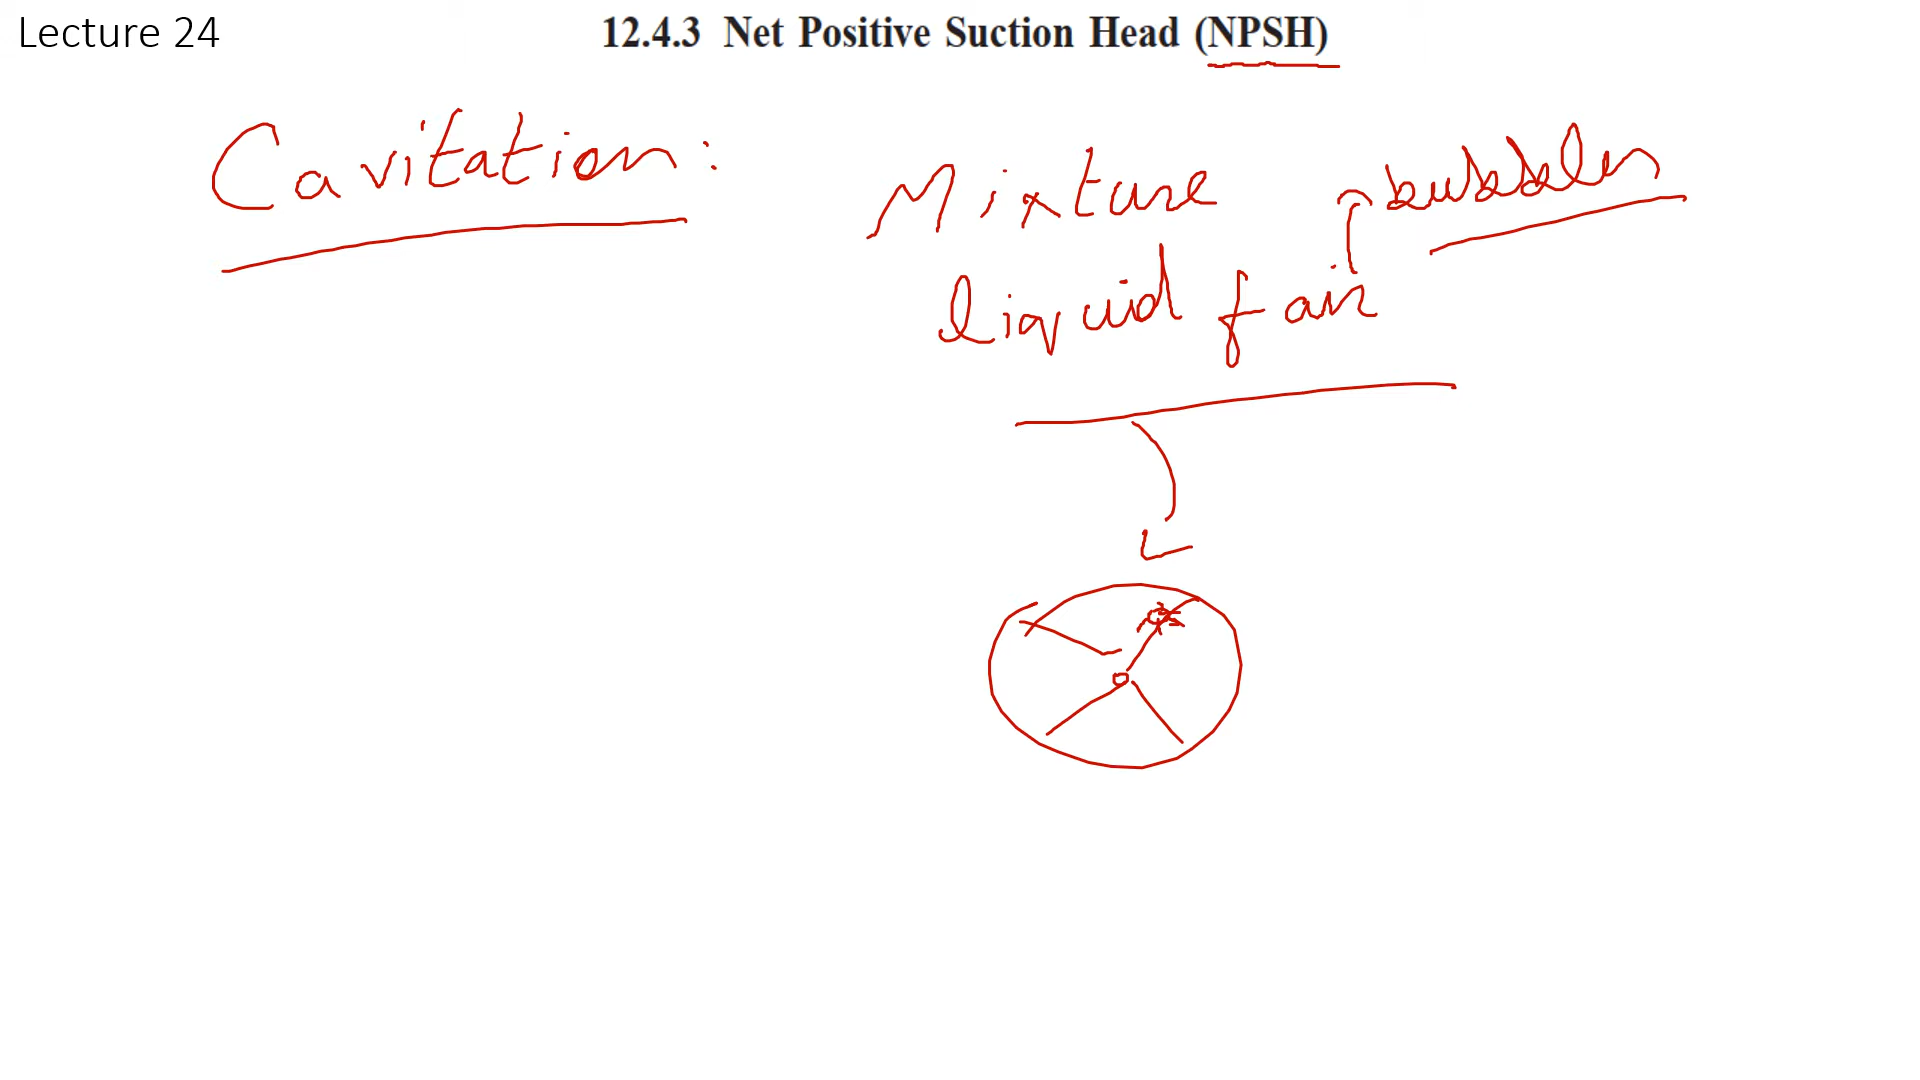 Lecture 24
12.4.3 Net Positive Suction Head (NPSH)
Cavitation:
Mixture
bubbles
liquid & air